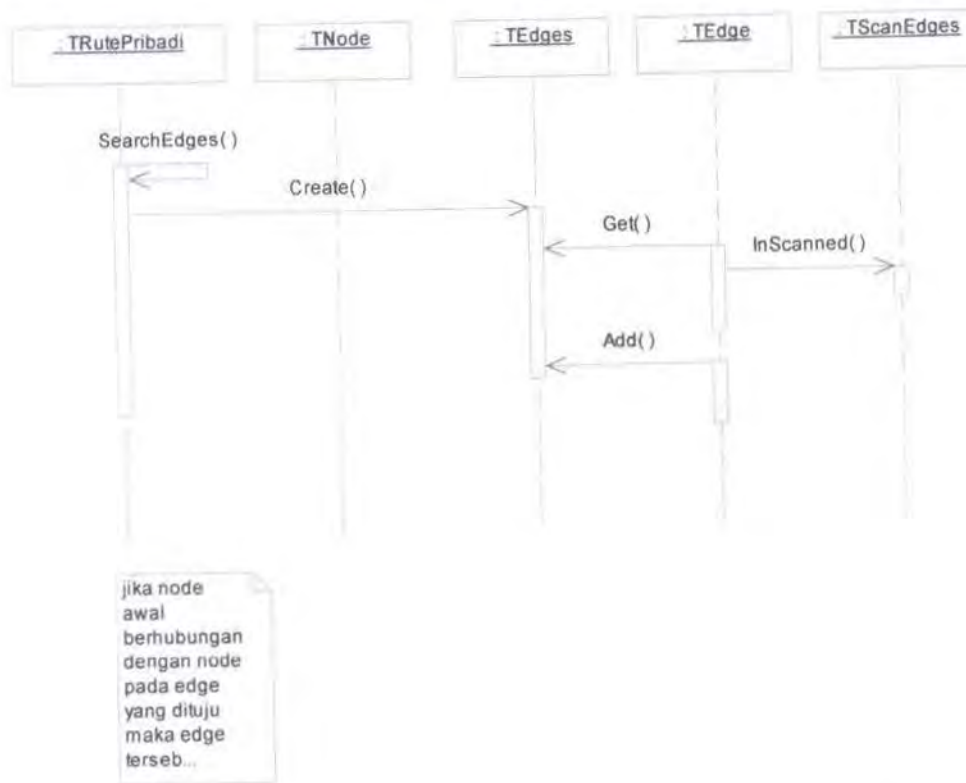 : TRutePribadi
: TNode
: TEdges
: TEdge
: TScanEdges
SearchEdges( )
Create( )
Get( )
InScanned( )
Add( )
jika node
awal
berhubungan
dengan node
pada edge
yang dituju
maka edge
terseb...